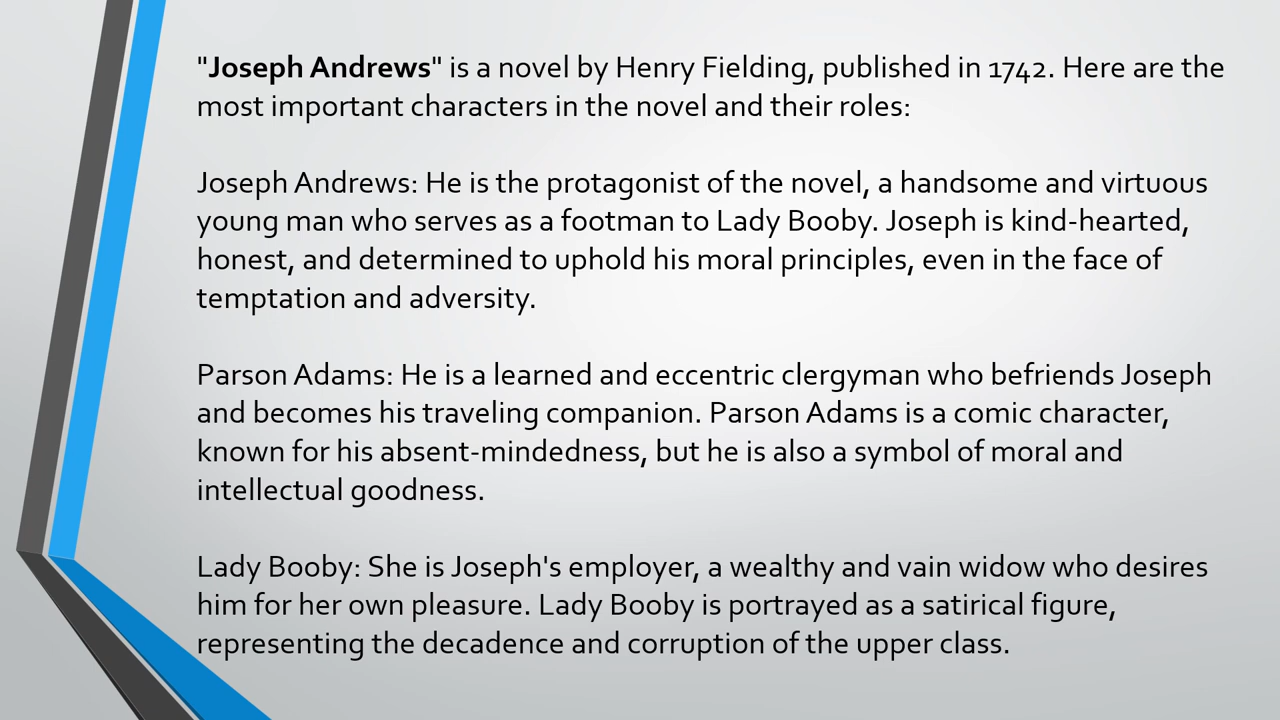 "Joseph Andrews" is a novel by Henry Fielding, published in 1742. Here are the
most important characters in the novel and their roles:
Joseph Andrews: He is the protagonist of the novel, a handsome and virtuous
young man who serves as a footman to Lady Booby. Joseph is kind-hearted,
honest, and determined to uphold his moral principles, even in the face of
temptation and adversity.
Parson Adams: He is a learned and eccentric clergyman who befriends Joseph
and becomes his traveling companion. Parson Adams is a comic character,
known for his absent-mindedness, but he is also a symbol of moral and
intellectual goodness.
Lady Booby: She is Joseph's employer, a wealthy and vain widow who desires
him for her own pleasure. Lady Booby is portrayed as a satirical figure,
representing the decadence and corruption of the upper class.